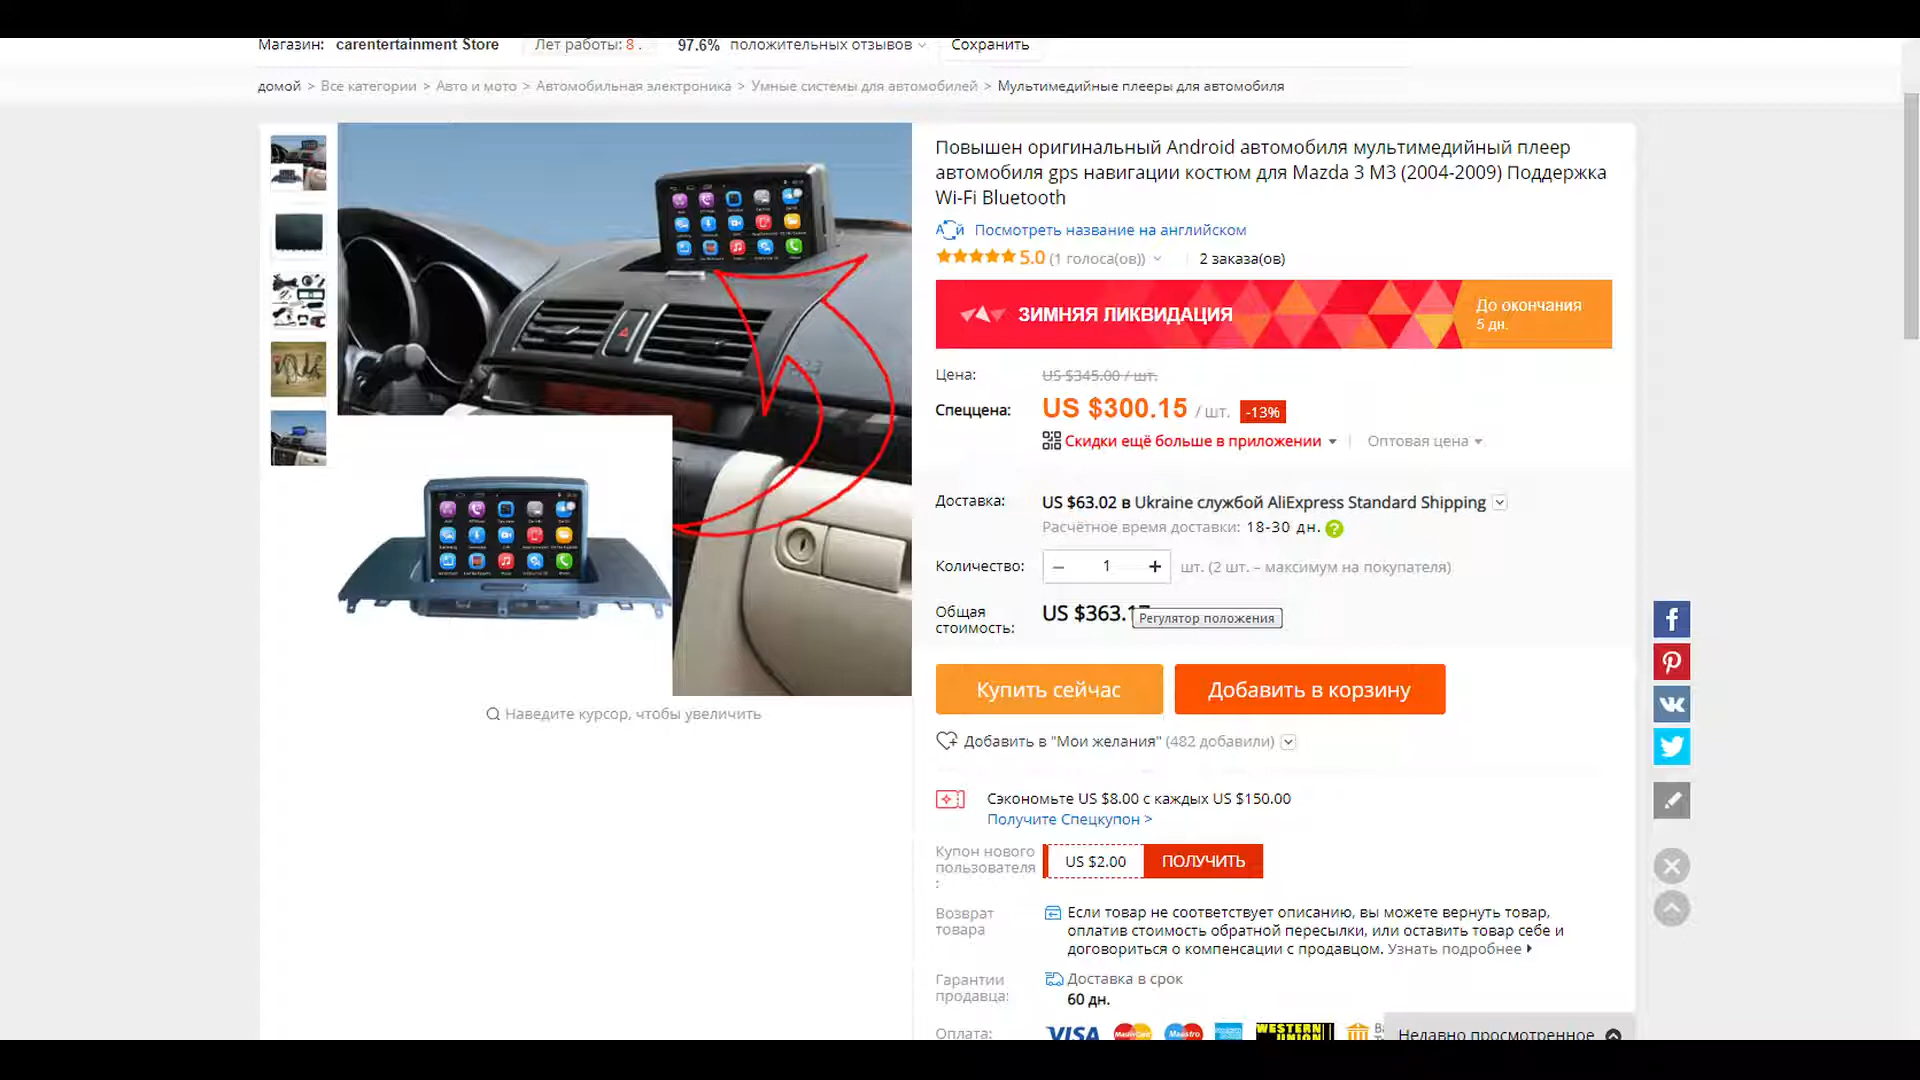 Магазин: carentertainment Store Лет работы: 8 . 97.6% положительных отзывов Сохранить
домой > Все категории > Авто и мото > Автомобильная электроника > Умные системы для автомобилей > Мультимедийные плееры для автомобиля
Повышен оригинальный Android автомобиля мультимедийный плеер
автомобиля gps навигации костюм для Mazda 3 M3 (2004-2009) Поддержка
Wi-Fi Bluetooth
Посмотреть название на английском
5.0 (1 голоса(ов)) 2 заказа(ов)
ЗИМНЯЯ ЛИКВИДАЦИЯ
До окончания
5 дн.
Цена: US $345.00 / шт.
Спеццена: US $300.15 / шт. -13%
Скидки ещё больше в приложении Оптовая цена
Доставка: US $63.02 в Ukraine службой AliExpress Standard Shipping
Расчётное время доставки: 18-30 дн. ?
Количество: − 1 + шт. (2 шт. – максимум на покупателя)
Общая
стоимость:
US $363.17
Регулятор положения
Купить сейчас Добавить в корзину
Наведите курсор, чтобы увеличить
Добавить в "Мои желания" (482 добавили)
Сэкономьте US $8.00 с каждых US $150.00
Получите Спецкупон >
Купон нового
пользователя
:
US $2.00 ПОЛУЧИТЬ
Возврат
товара
Если товар не соответствует описанию, вы можете вернуть товар,
оплатив стоимость обратной пересылки, или оставить товар себе и
договориться о компенсации с продавцом. Узнать подробнее
Гарантии
продавца:
Доставка в срок
60 дн.
Оплата: VISA MasterCard Maestro WESTERN UNION
Недавно просмотренное